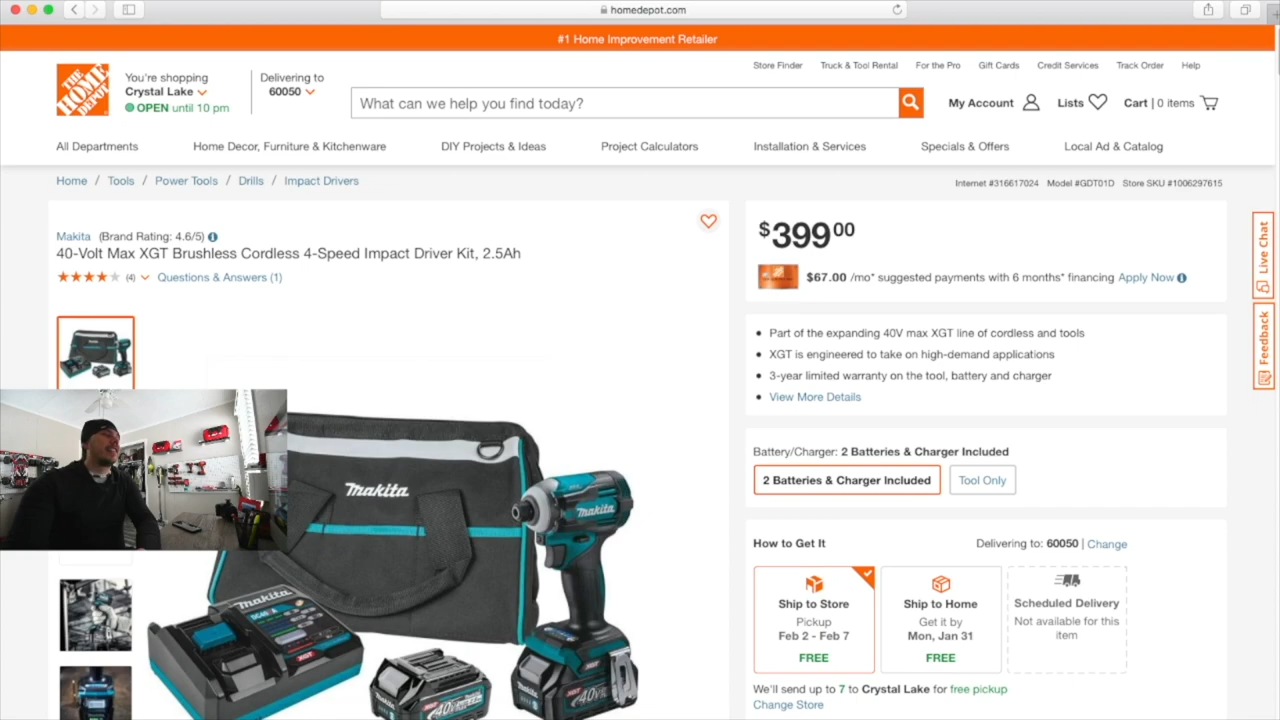 homedepot.com
#1 Home Improvement Retailer
Store Finder Truck & Tool Rental For the Pro Gift Cards Credit Services Track Order Help
THE HOME DEPOT
You're shopping
Crystal Lake
OPEN until 10 pm
Delivering to
60050
What can we help you find today?
My Account Lists Cart | 0 items
All Departments Home Decor, Furniture & Kitchenware DIY Projects & Ideas Project Calculators Installation & Services Specials & Offers Local Ad & Catalog
Home / Tools / Power Tools / Drills / Impact Drivers
Internet #316617024 Model #GDT01D Store SKU #1006297615
Makita (Brand Rating: 4.6/5)
40-Volt Max XGT Brushless Cordless 4-Speed Impact Driver Kit, 2.5Ah
(4) Questions & Answers (1)
makita
makita
makita
XGT
40V
XGT
40V
$399.00
$67.00 /mo* suggested payments with 6 months* financing Apply Now
• Part of the expanding 40V max XGT line of cordless and tools
• XGT is engineered to take on high-demand applications
• 3-year limited warranty on the tool, battery and charger
• View More Details
Battery/Charger: 2 Batteries & Charger Included
2 Batteries & Charger Included Tool Only
How to Get It Delivering to: 60050 | Change
Ship to Store
Pickup
Feb 2 - Feb 7
FREE
Ship to Home
Get it by
Mon, Jan 31
FREE
Scheduled Delivery
Not available for this
item
We'll send up to 7 to Crystal Lake for free pickup
Change Store
Live Chat
Feedback